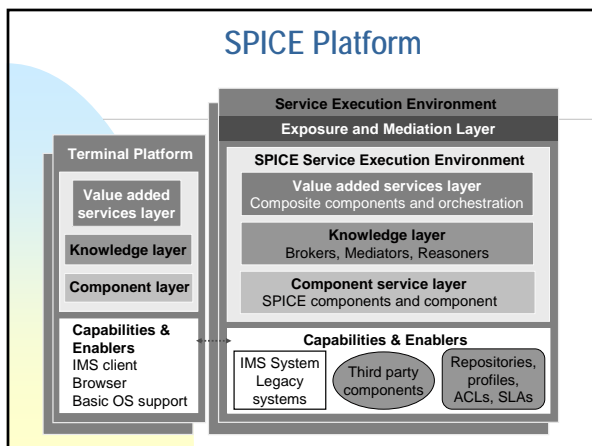 SPICE Platform
Terminal Platform
Value added
services layer
Knowledge layer
Component layer
Capabilities &
Enablers
IMS client
Browser
Basic OS support
Service Execution Environment
Exposure and Mediation Layer
SPICE Service Execution Environment
Value added services layer
Composite components and orchestration
Knowledge layer
Brokers, Mediators, Reasoners
Component service layer
SPICE components and component
Capabilities & Enablers
IMS System
Legacy
systems
Third party
components
Repositories,
profiles,
ACLs, SLAs